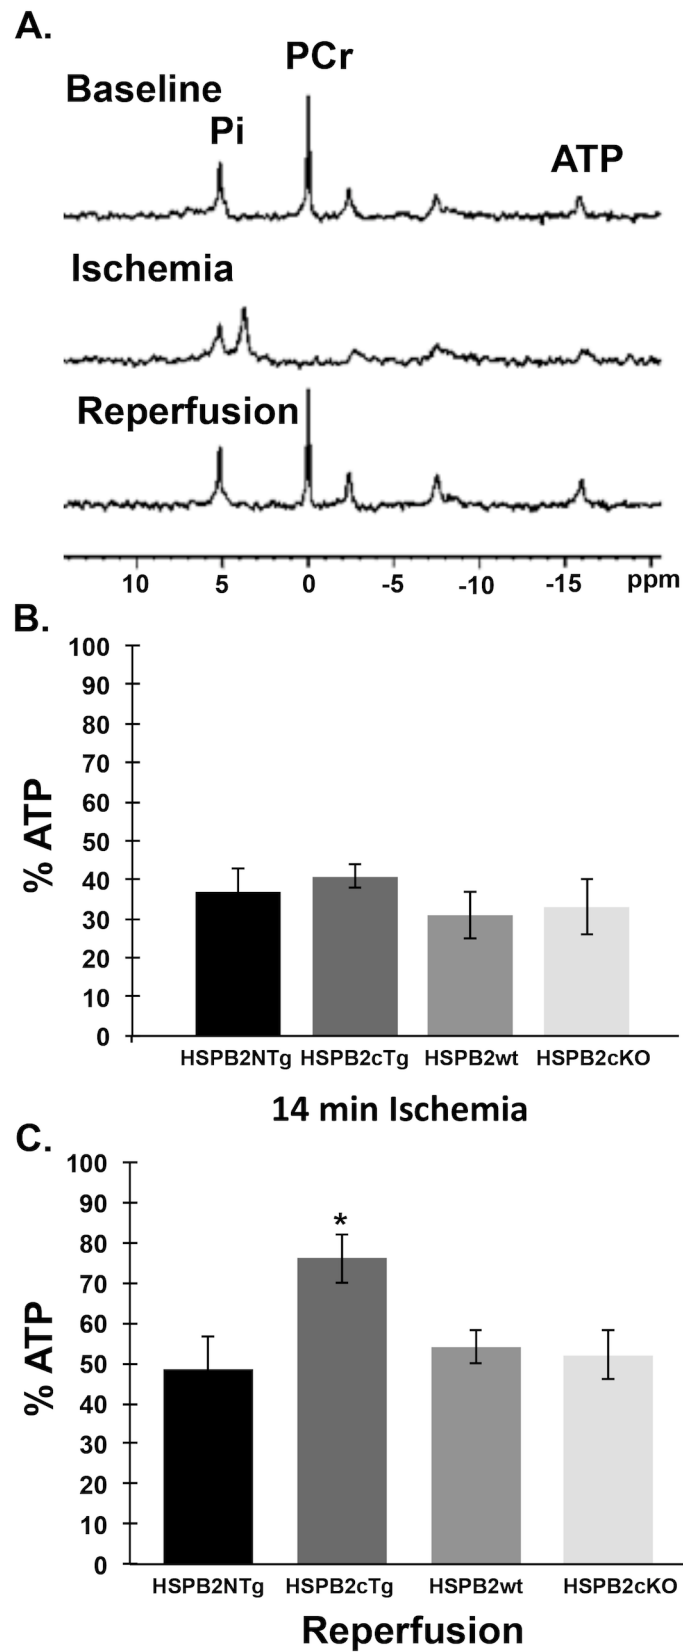 A.
PCr
Baseline
Pi
ATP
Ischemia
Reperfusion
10 5 0 -5 -10 -15 ppm
B.
100
90
80
70
60
50
40
30
20
10
0
% ATP
HSPB2NTg HSPB2cTg HSPB2wt HSPB2cKO
14 min Ischemia
C.
100
90
80
70
60
50
40
30
20
10
0
% ATP
*
HSPB2NTg HSPB2cTg HSPB2wt HSPB2cKO
Reperfusion